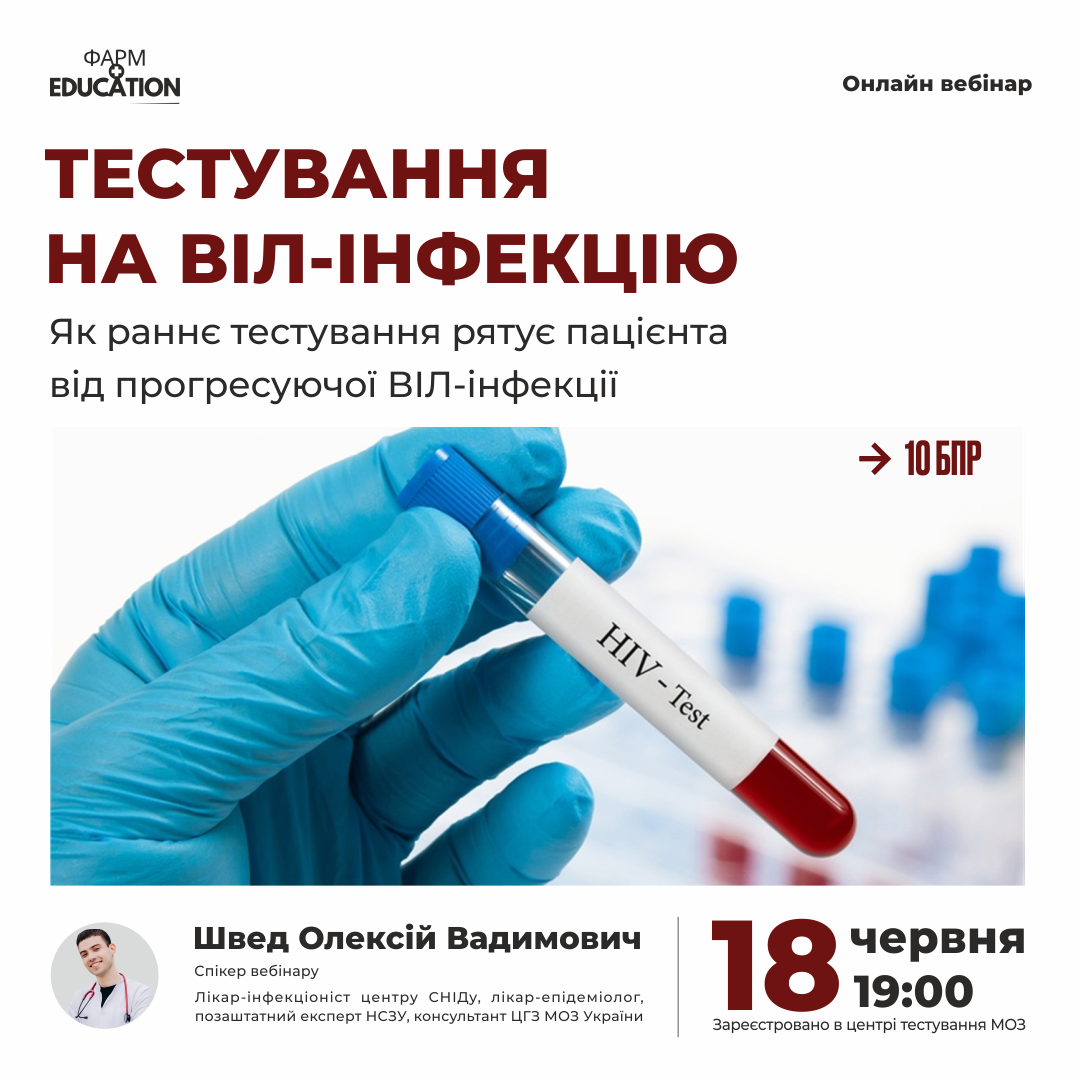 ФАРМ
EDUCATION
Онлайн вебінар
ТЕСТУВАННЯ
НА ВІЛ-ІНФЕКЦІЮ
Як раннє тестування рятує пацієнта
від прогресуючої ВІЛ-інфекції
→ 10 БПР
HIV - Test
Швед Олексій Вадимович
Спікер вебінару
Лікар-інфекціоніст центру СНІДу, лікар-епідеміолог,
позаштатний експерт НСЗУ, консультант ЦГЗ МОЗ України
18 червня
19:00
Зареєстровано в центрі тестування МОЗ